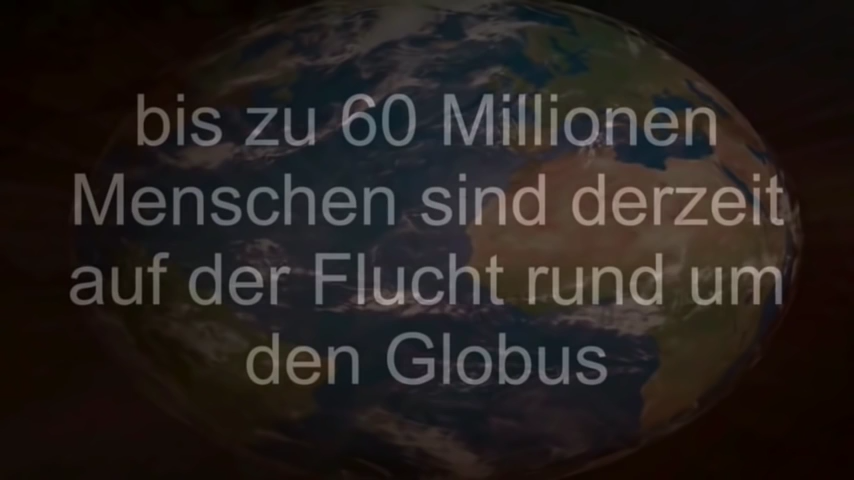 bis zu 60 Millionen
Menschen sind derzeit
auf der Flucht rund um
den Globus